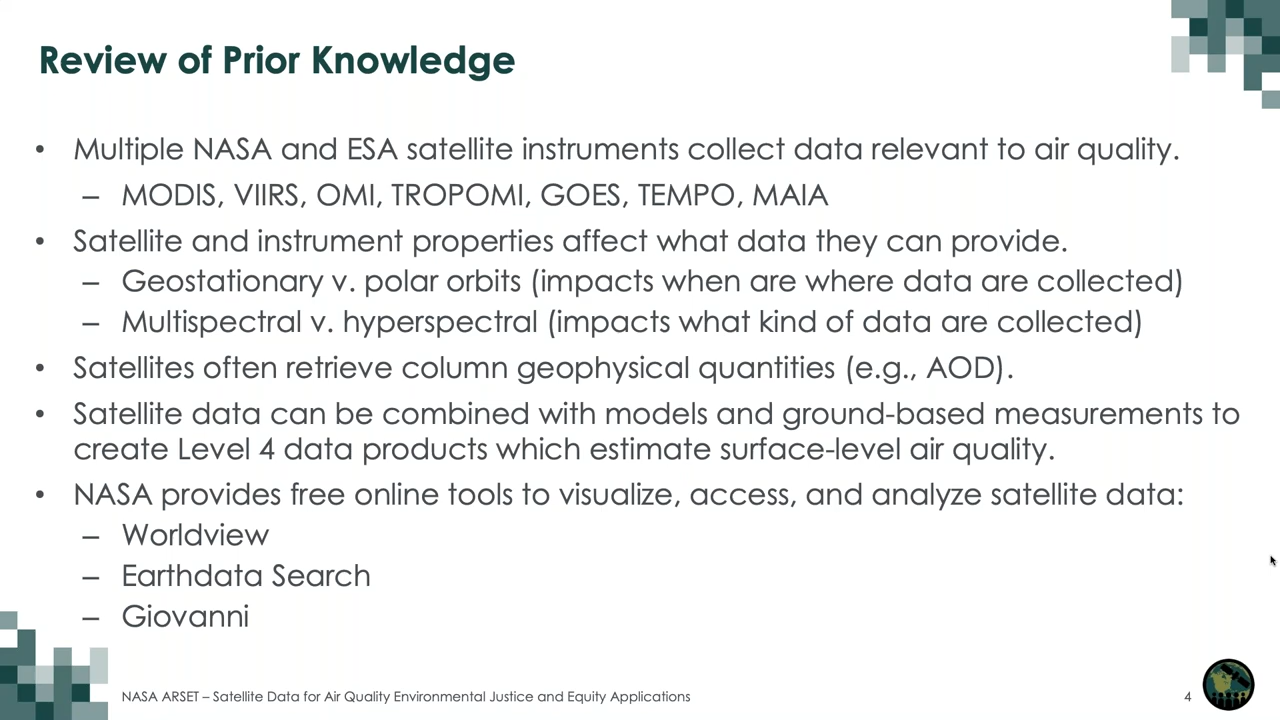 Review of Prior Knowledge
• Multiple NASA and ESA satellite instruments collect data relevant to air quality.
– MODIS, VIIRS, OMI, TROPOMI, GOES, TEMPO, MAIA
• Satellite and instrument properties affect what data they can provide.
– Geostationary v. polar orbits (impacts when are where data are collected)
– Multispectral v. hyperspectral (impacts what kind of data are collected)
• Satellites often retrieve column geophysical quantities (e.g., AOD).
• Satellite data can be combined with models and ground-based measurements to
create Level 4 data products which estimate surface-level air quality.
• NASA provides free online tools to visualize, access, and analyze satellite data:
– Worldview
– Earthdata Search
– Giovanni
NASA ARSET – Satellite Data for Air Quality Environmental Justice and Equity Applications
4